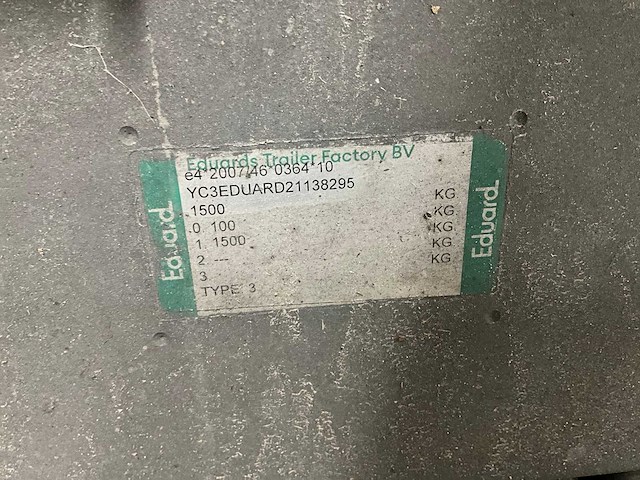 Eduards Trailer Factory BV
e4*2007/46*0364*10
YC3EDUARD21138295
1500 KG
0 100 KG
1 1500 KG
2 --- KG
3 KG
TYPE 3
Eduard
Eduard